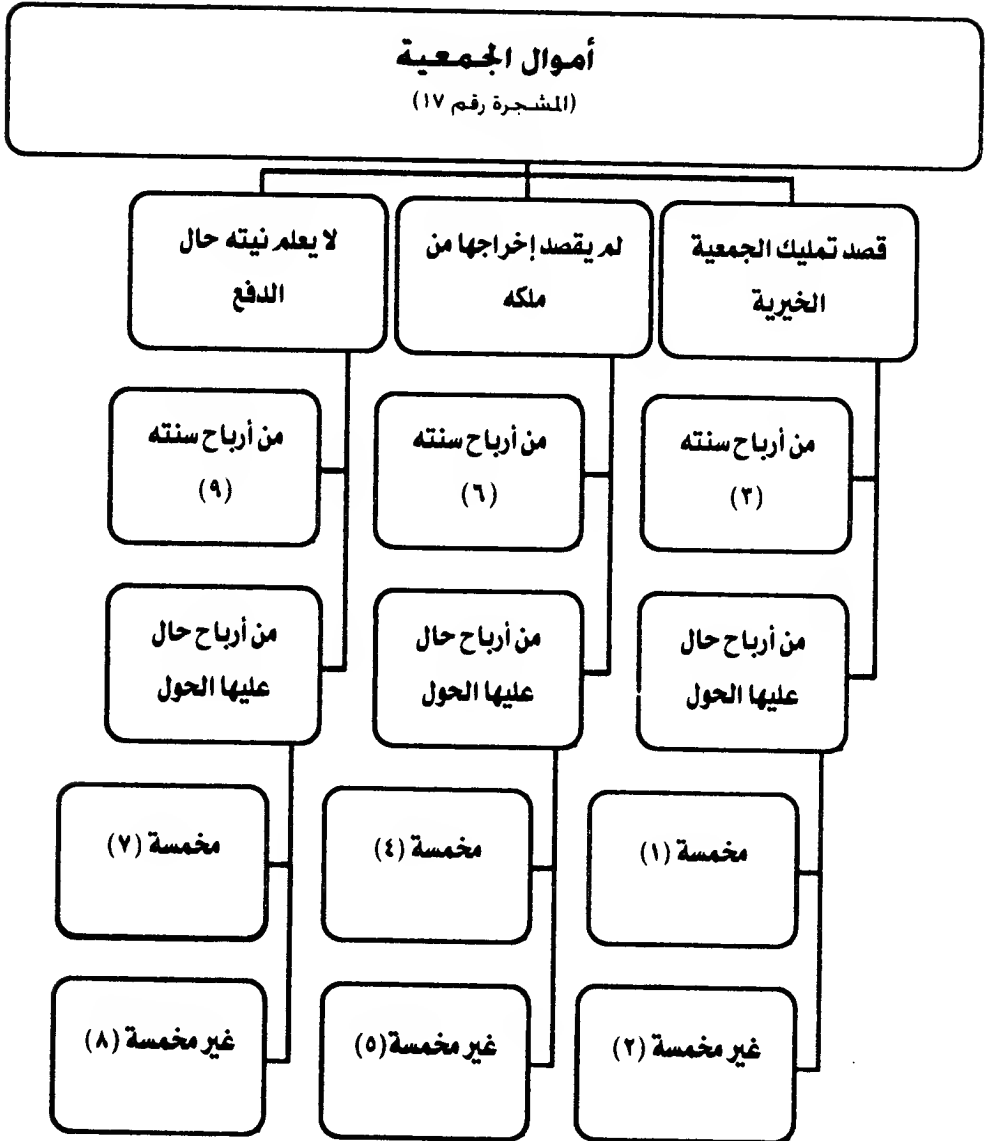 أموال الجمعية
(المشجرة رقم ١٧)
قصد تمليك الجمعية
الخيرية
من أرباح سنته
(٣)
من أرباح حال
عليها الحول
مخمسة (١)
غير مخمسة (٢)
لم يقصد إخراجها من
ملكه
من أرباح سنته
(٦)
من أرباح حال
عليها الحول
مخمسة (٤)
غير مخمسة (٥)
لا يعلم نيته حال
الدفع
من أرباح سنته
(٩)
من أرباح حال
عليها الحول
مخمسة (٧)
غير مخمسة (٨)